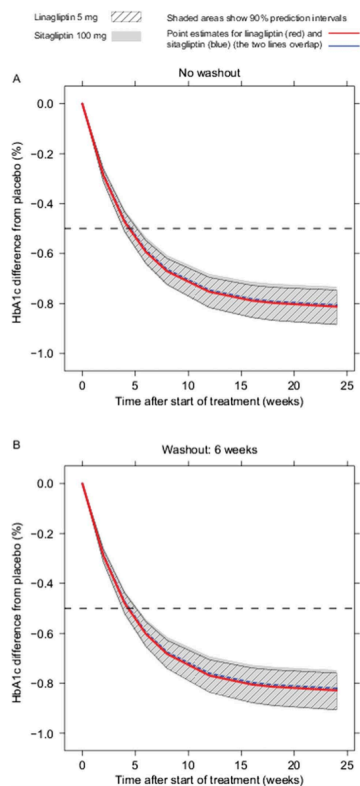 Linagliptin 5 mg
Sitagliptin 100 mg
Shaded areas show 90% prediction intervals
Point estimates for linagliptin (red) and
sitagliptin (blue) (the two lines overlap)
A
No washout
HbA1c difference from placebo (%)
0.0
−0.2
−0.4
−0.6
−0.8
−1.0
0 5 10 15 20 25
Time after start of treatment (weeks)
B
Washout: 6 weeks
HbA1c difference from placebo (%)
0.0
−0.2
−0.4
−0.6
−0.8
−1.0
0 5 10 15 20 25
Time after start of treatment (weeks)